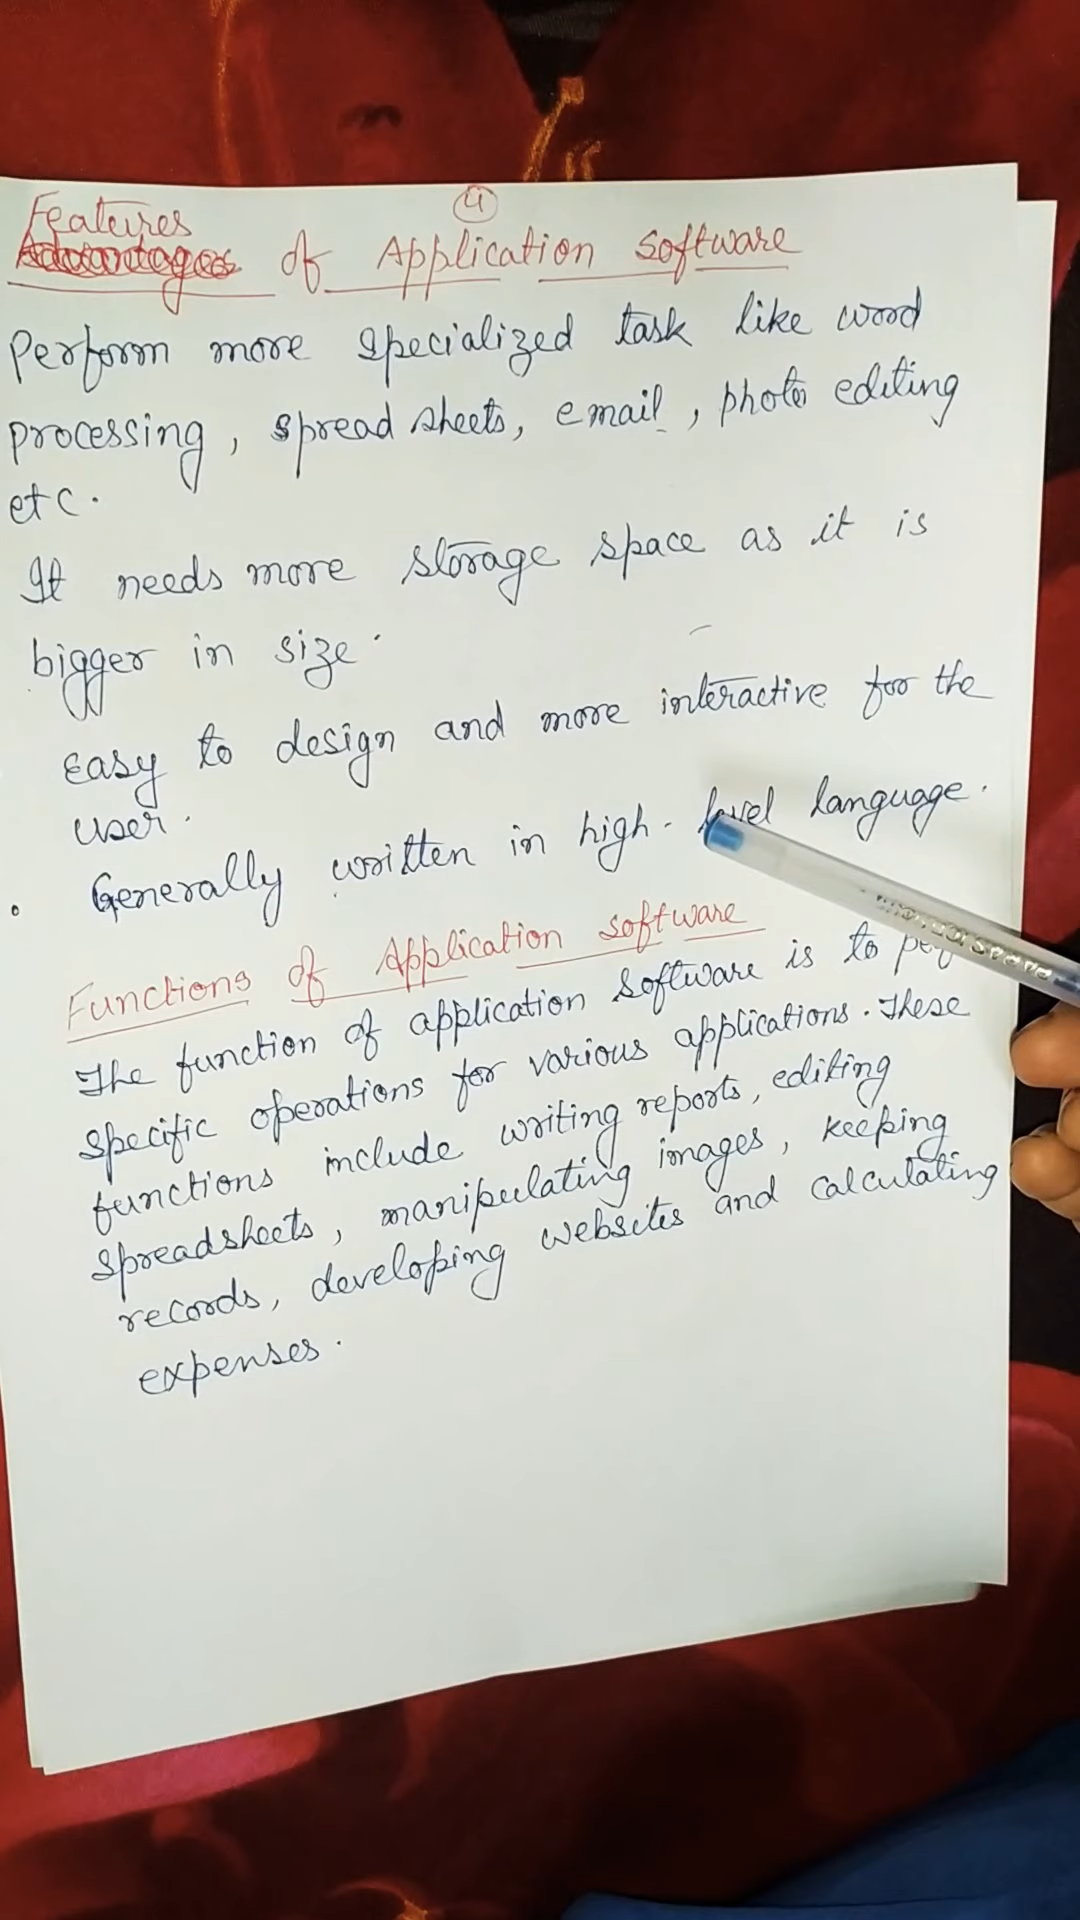 4
Features
Advantages of Application Software
Perform more specialized task like word
processing, spread sheets, email, photo editing
etc.
It needs more storage space as it is
bigger in size.
Easy to design and more interactive for the
user.
• Generally written in high-level language.
Functions of Application software
The function of application software is to
specific operations for various applications. These
functions include writing reports, editing
spreadsheets, manipulating images, keeping
records, developing websites and calculating
expenses.